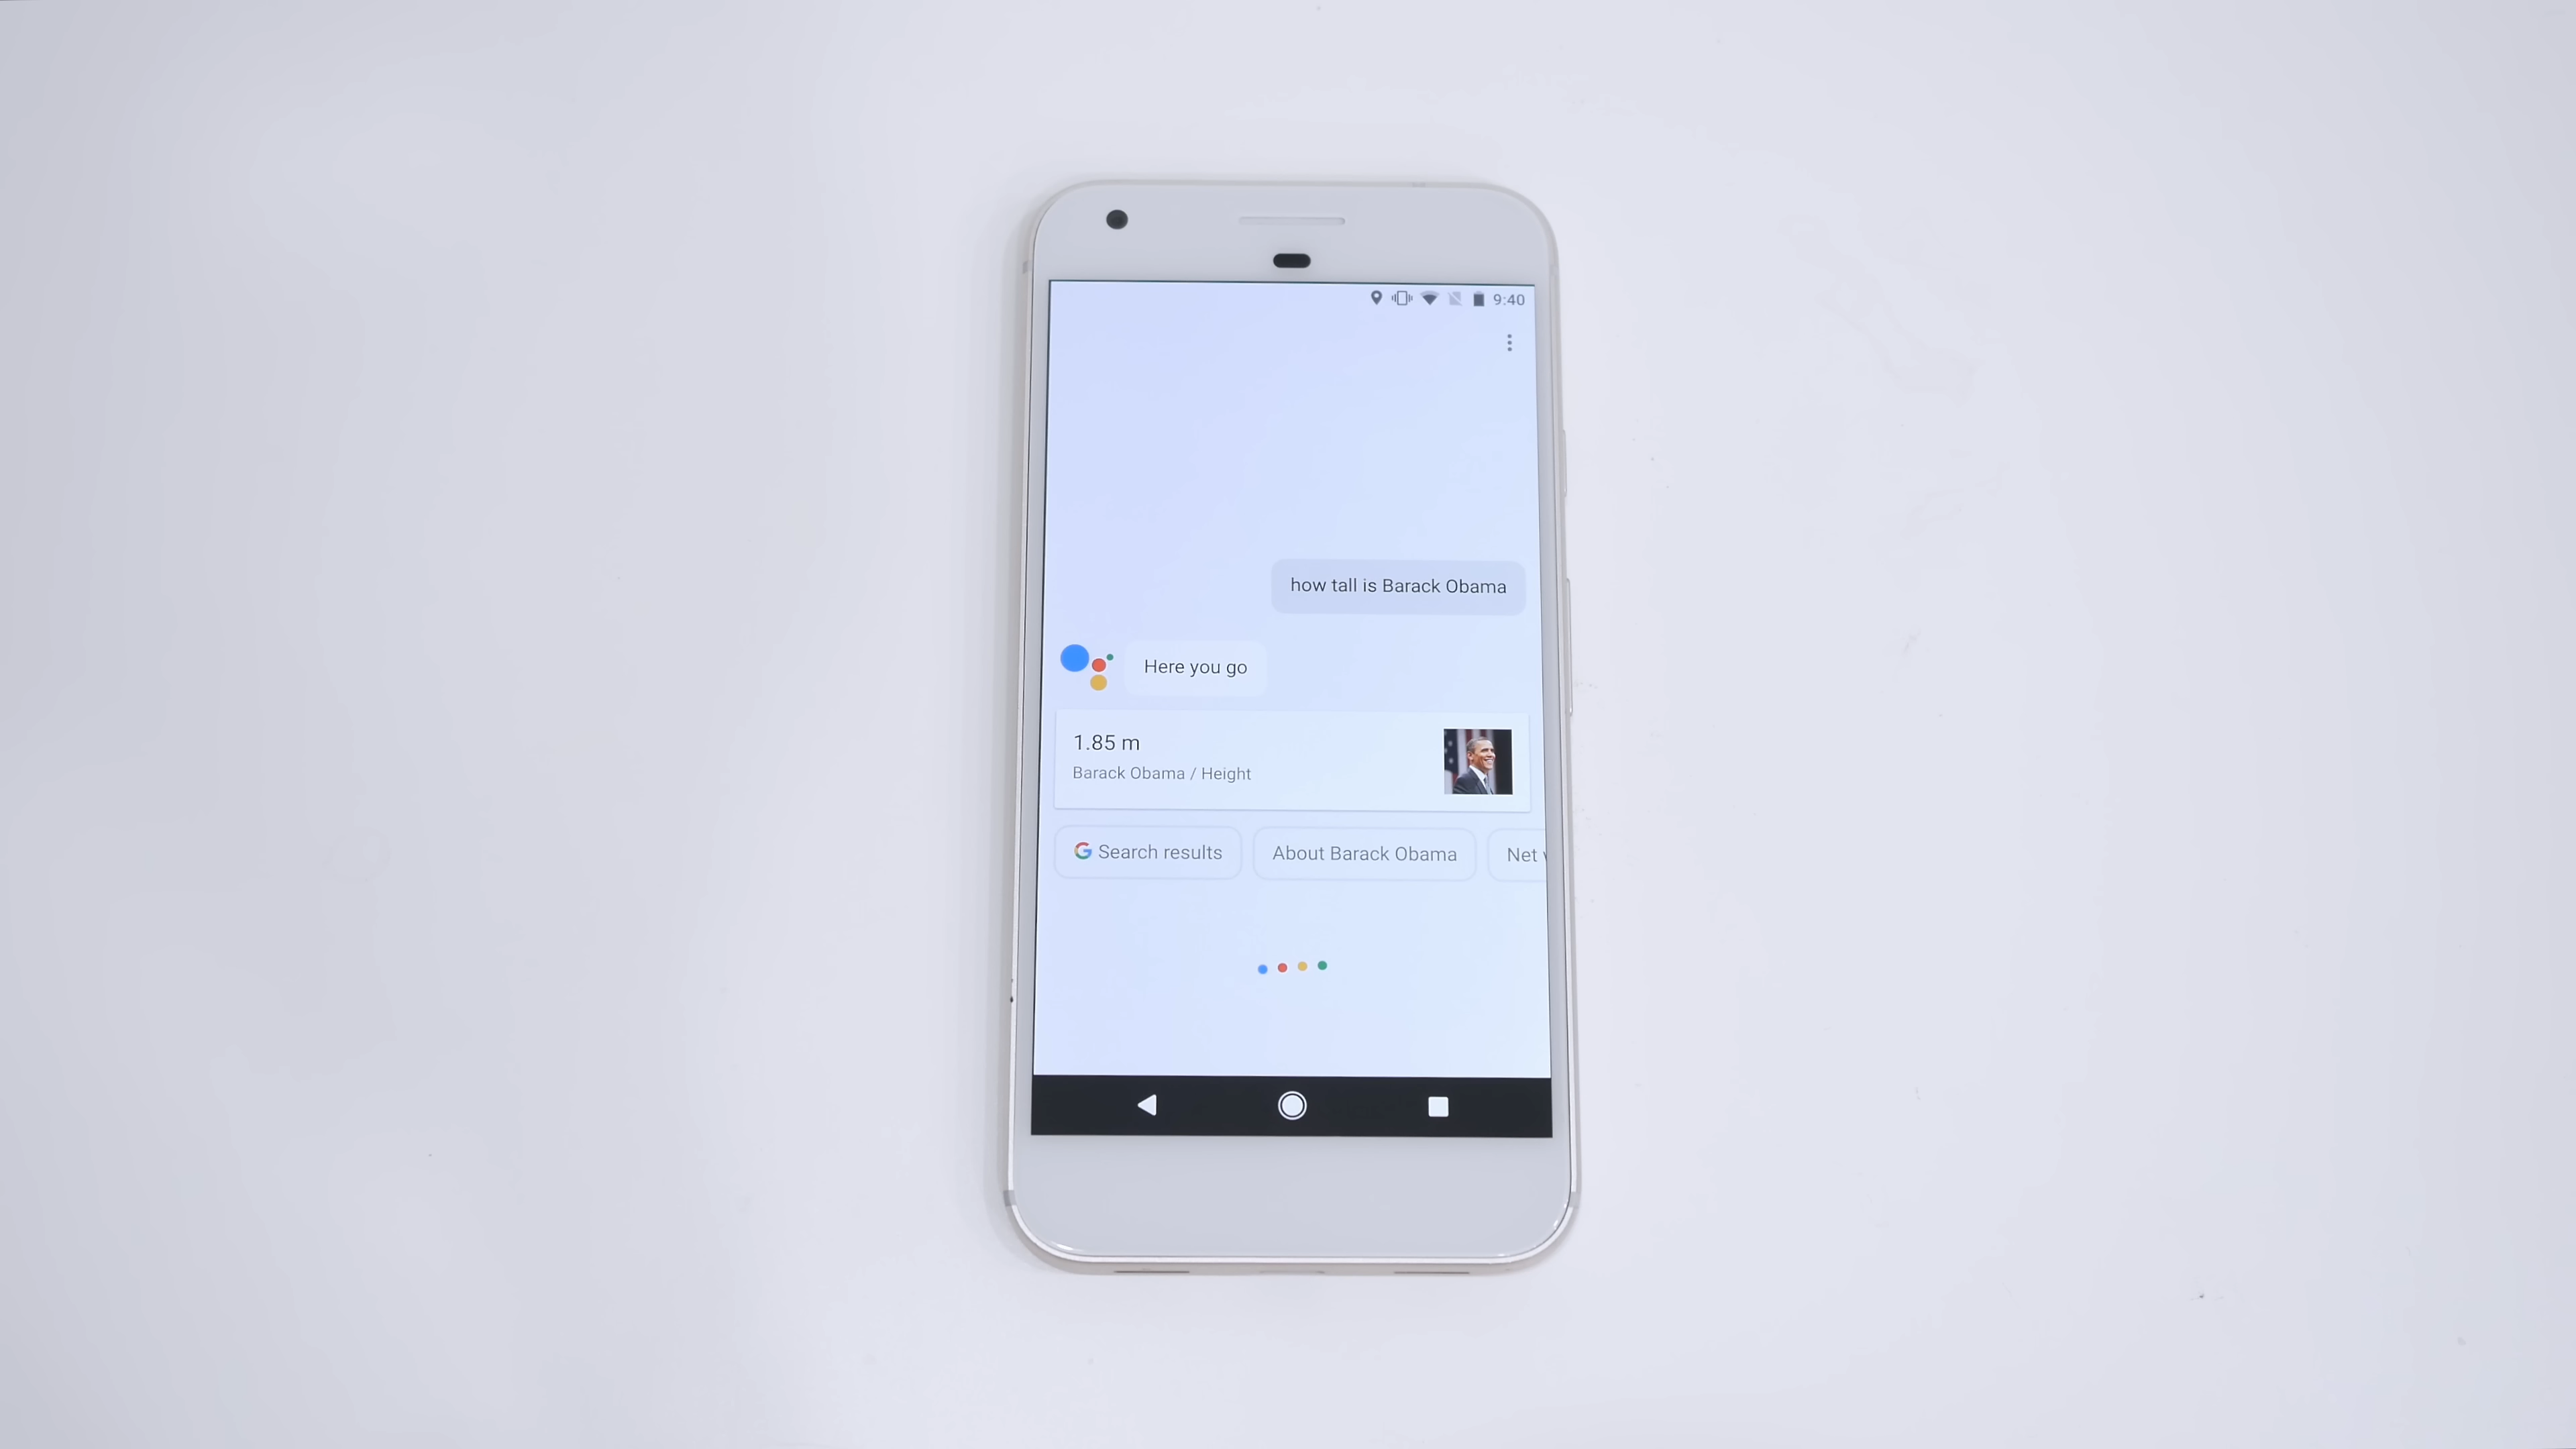 9:40
how tall is Barack Obama
Here you go
1.85 m
Barack Obama / Height
Search results
About Barack Obama
Net